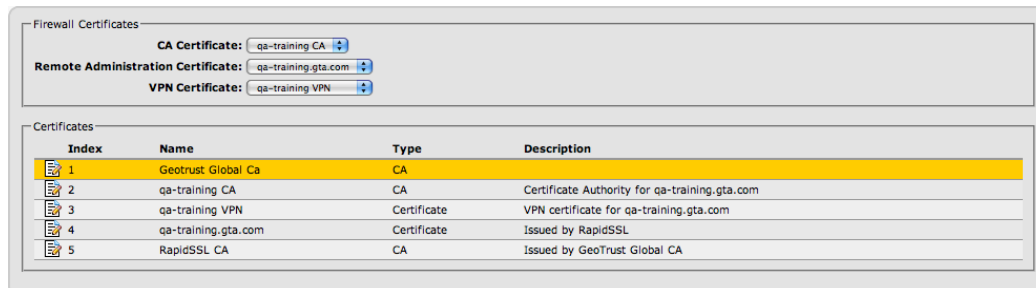 Firewall Certificates
CA Certificate: qa-training CA
Remote Administration Certificate: qa-training.gta.com
VPN Certificate: qa-training VPN
Certificates
Index Name Type Description
1 Geotrust Global Ca CA
2 qa-training CA CA Certificate Authority for qa-training.gta.com
3 qa-training VPN Certificate VPN certificate for qa-training.gta.com
4 qa-training.gta.com Certificate Issued by RapidSSL
5 RapidSSL CA CA Issued by GeoTrust Global CA